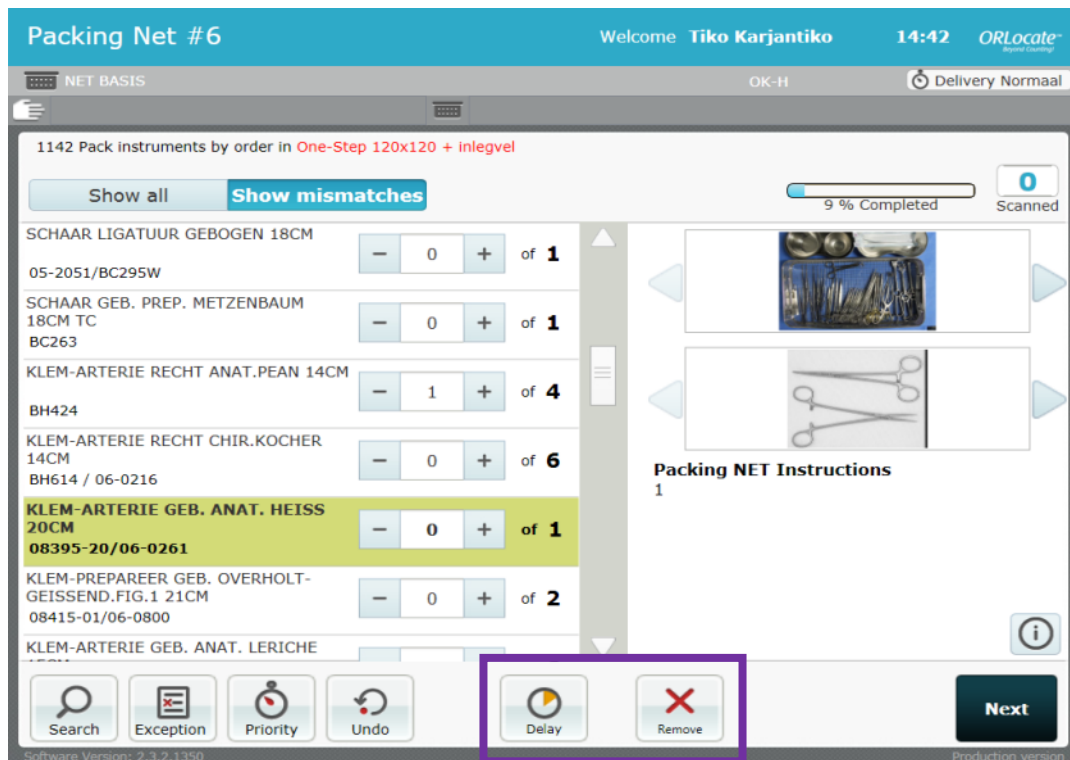 Packing Net #6
Welcome Tiko Karjantiko 14:42 ORLocate
Beyond Counting!
NET BASIS OK-H Delivery Normaal
1142 Pack instruments by order in One-Step 120x120 + inlegvel
Show all Show mismatches
9 % Completed
0
Scanned
SCHAAR LIGATUUR GEBOGEN 18CM
05-2051/BC295W
− 0 + of 1
SCHAAR GEB. PREP. METZENBAUM
18CM TC
BC263
− 0 + of 1
KLEM-ARTERIE RECHT ANAT.PEAN 14CM
BH424
− 1 + of 4
KLEM-ARTERIE RECHT CHIR.KOCHER
14CM
BH614 / 06-0216
− 0 + of 6
KLEM-ARTERIE GEB. ANAT. HEISS
20CM
08395-20/06-0261
− 0 + of 1
KLEM-PREPAREER GEB. OVERHOLT-
GEISSEND.FIG.1 21CM
08415-01/06-0800
− 0 + of 2
KLEM-ARTERIE GEB. ANAT. LERICHE
Packing NET Instructions
1
Search Exception Priority Undo Delay Remove Next
Software Version: 2.3.2.1350 Production version